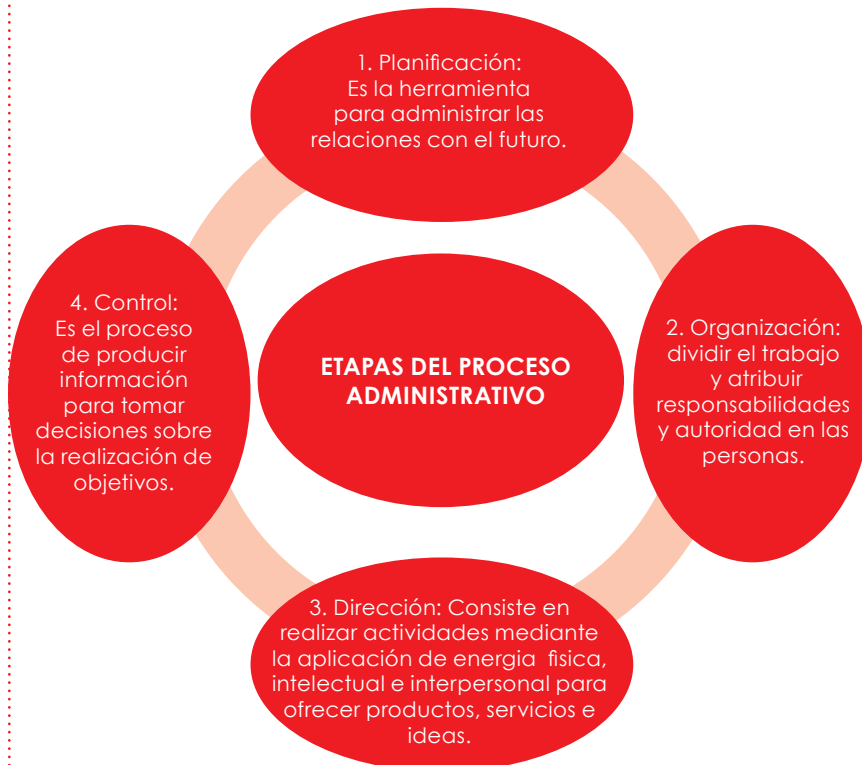 1. Planificación:
Es la herramienta
para administrar las
relaciones con el futuro.
ETAPAS DEL PROCESO
ADMINISTRATIVO
2. Organización:
dividir el trabajo
y atribuir
responsabilidades
y autoridad en las
personas.
3. Dirección: Consiste en
realizar actividades mediante
la aplicación de energia fisica,
intelectual e interpersonal para
ofrecer productos, servicios e
ideas.
4. Control:
Es el proceso
de producir
información
para tomar
decisiones sobre
la realización de
objetivos.